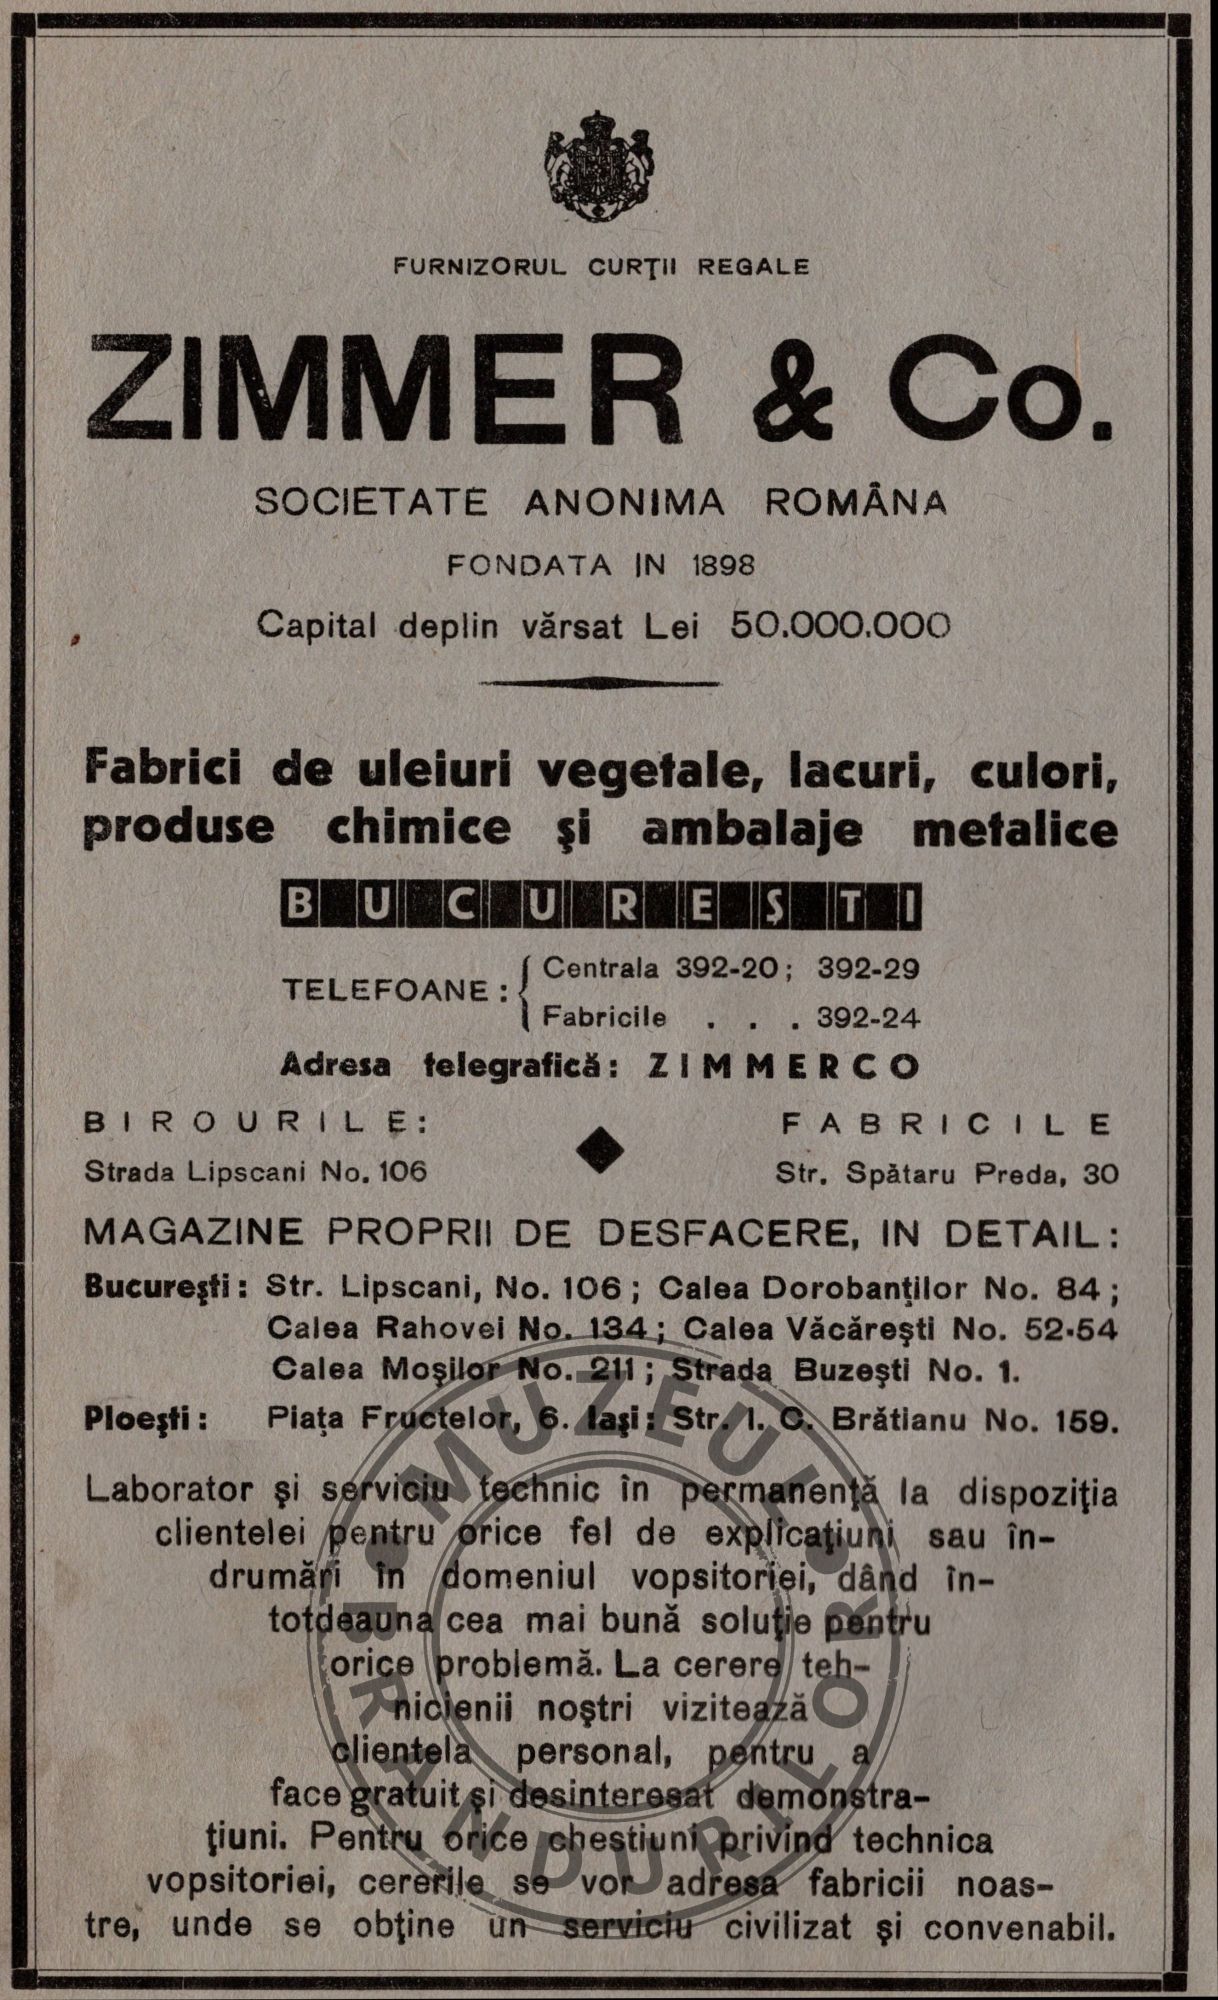 FURNIZORUL CURŢII REGALE
ZIMMER & Co.
SOCIETATE ANONIMA ROMÂNA
FONDATA IN 1898
Capital deplin vărsat Lei 50.000.000
Fabrici de uleiuri vegetale, lacuri, culori,
produse chimice şi ambalaje metalice
BUCUREŞTI
TELEFOANE: Centrala 392-20; 392-29
Fabricile . . . 392-24
Adresa telegrafică: ZIMMERCO
BIROURILE:
Strada Lipscani No. 106
FABRICILE
Str. Spătaru Preda, 30
MAGAZINE PROPRII DE DESFACERE, IN DETAIL:
Bucureşti: Str. Lipscani, No. 106; Calea Dorobanţilor No. 84;
Calea Rahovei No. 134; Calea Văcăreşti No. 52-54
Calea Moşilor No. 211; Strada Buzeşti No. 1.
Ploeşti: Piaţa Fructelor, 6. Iaşi: Str. I. C. Brătianu No. 159.
Laborator şi serviciu technic în permanenţă la dispoziţia
clientelei pentru orice fel de explicaţiuni sau în-
drumări în domeniul vopsitoriei, dând în-
totdeauna cea mai bună soluţie pentru
orice problemă. La cerere teh-
nicienii noştri vizitează
clientela personal, pentru a
face gratuit şi desinteresat demonstra-
ţiuni. Pentru orice chestiuni privind technica
vopsitoriei, cererile se vor adresa fabricii noas-
tre, unde se obţine un serviciu civilizat şi convenabil.
MUZEUL BRANDURILOR